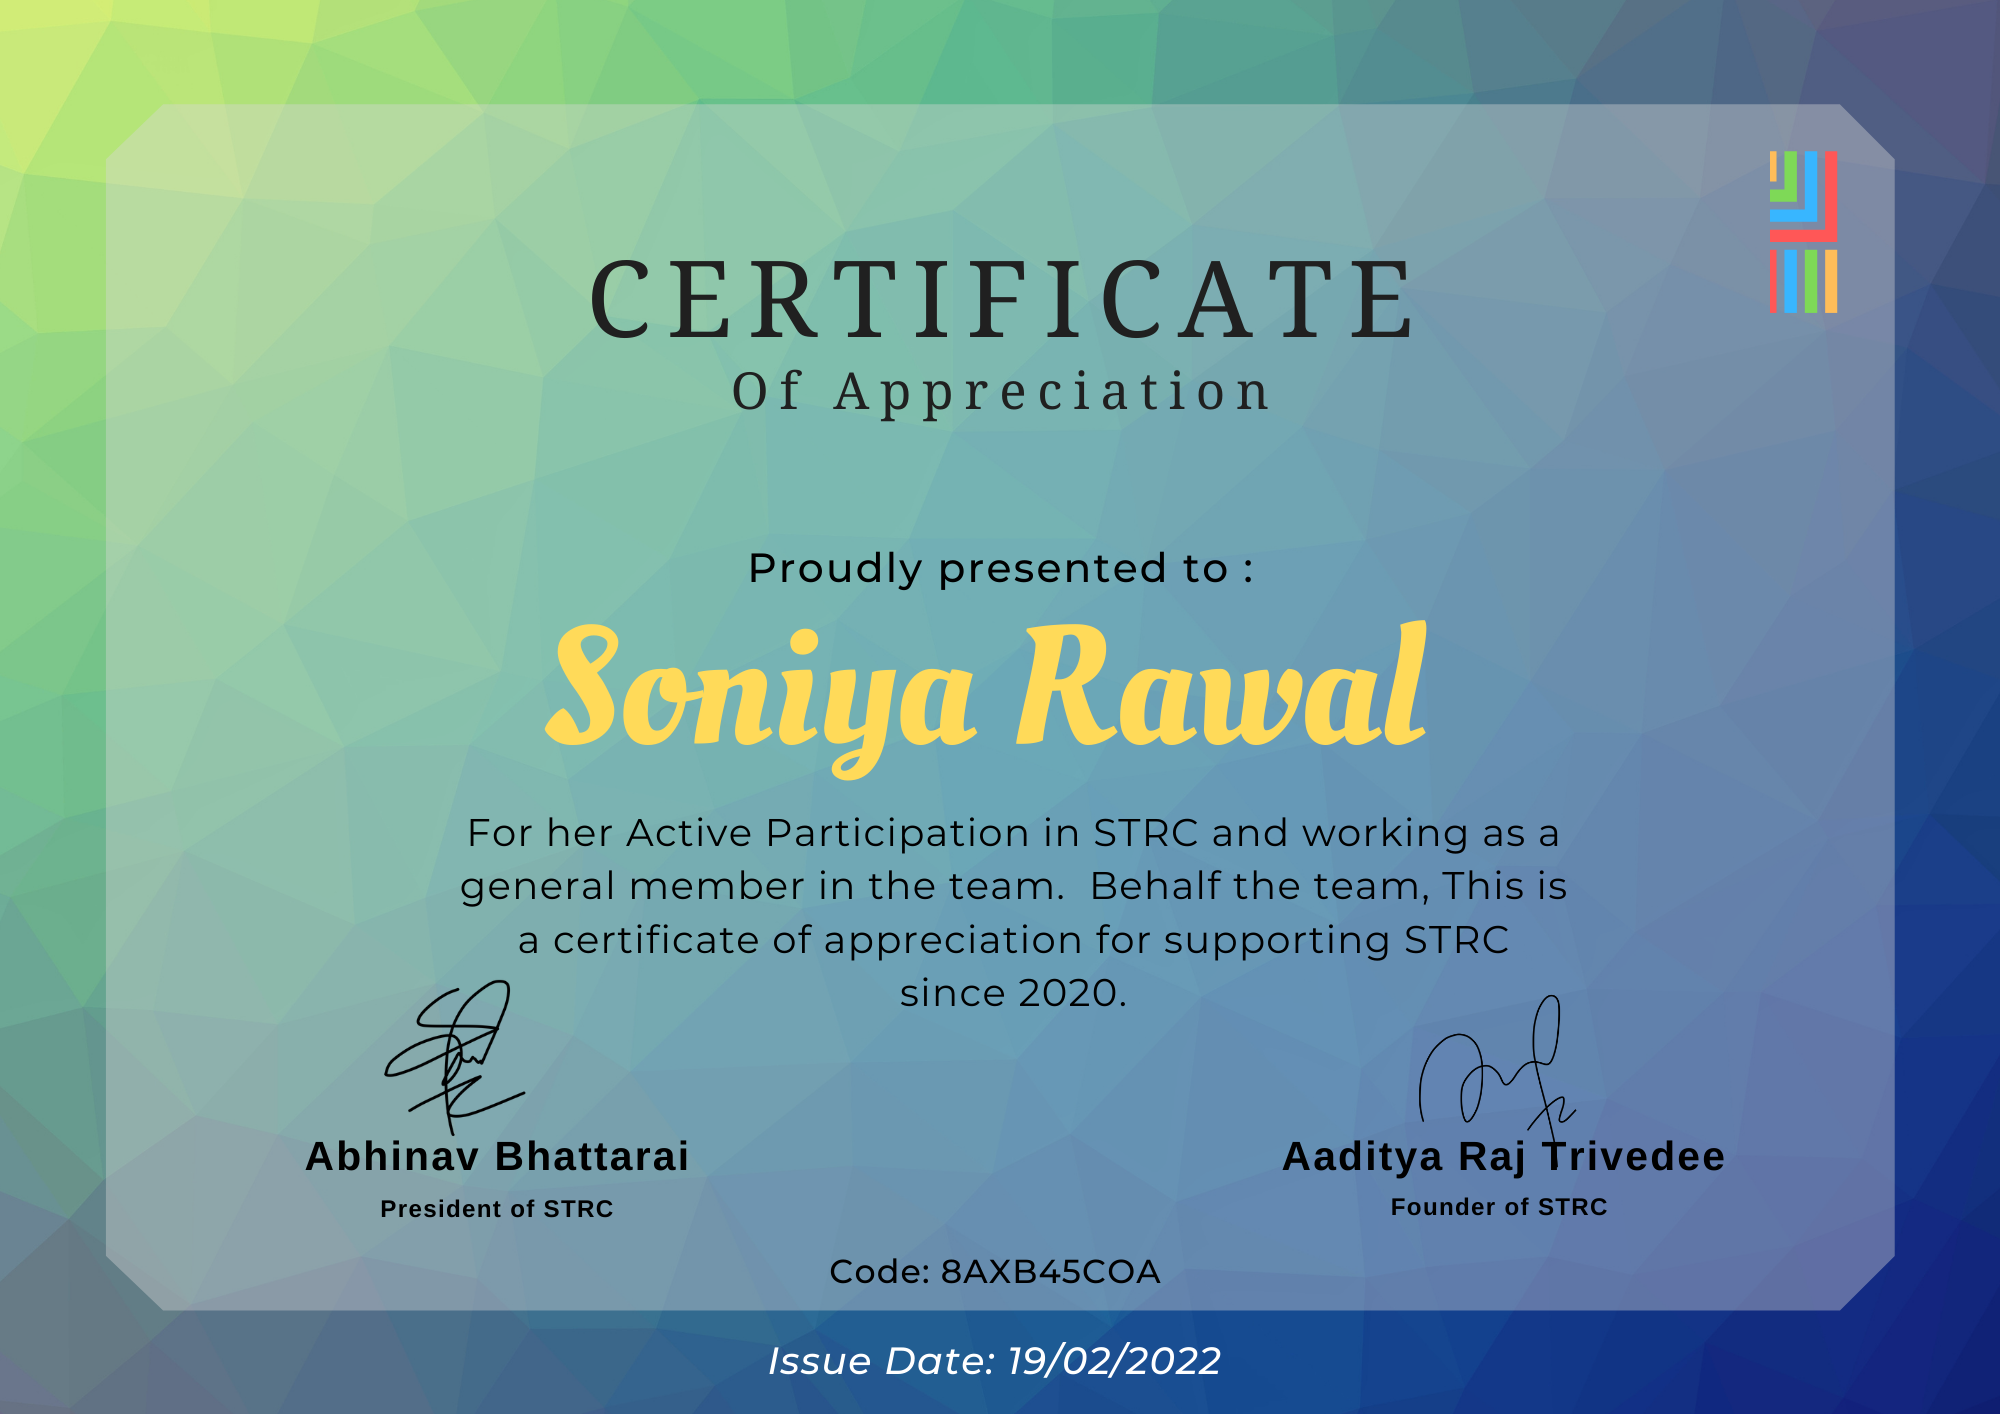 CERTIFICATE
Of Appreciation
Proudly presented to :
Soniya Rawal
For her Active Participation in STRC and working as a
general member in the team.  Behalf the team, This is
a certificate of appreciation for supporting STRC
since 2020.
Abhinav Bhattarai
President of STRC
Aaditya Raj Trivedee
Founder of STRC
Code: 8AXB45COA
Issue Date: 19/02/2022